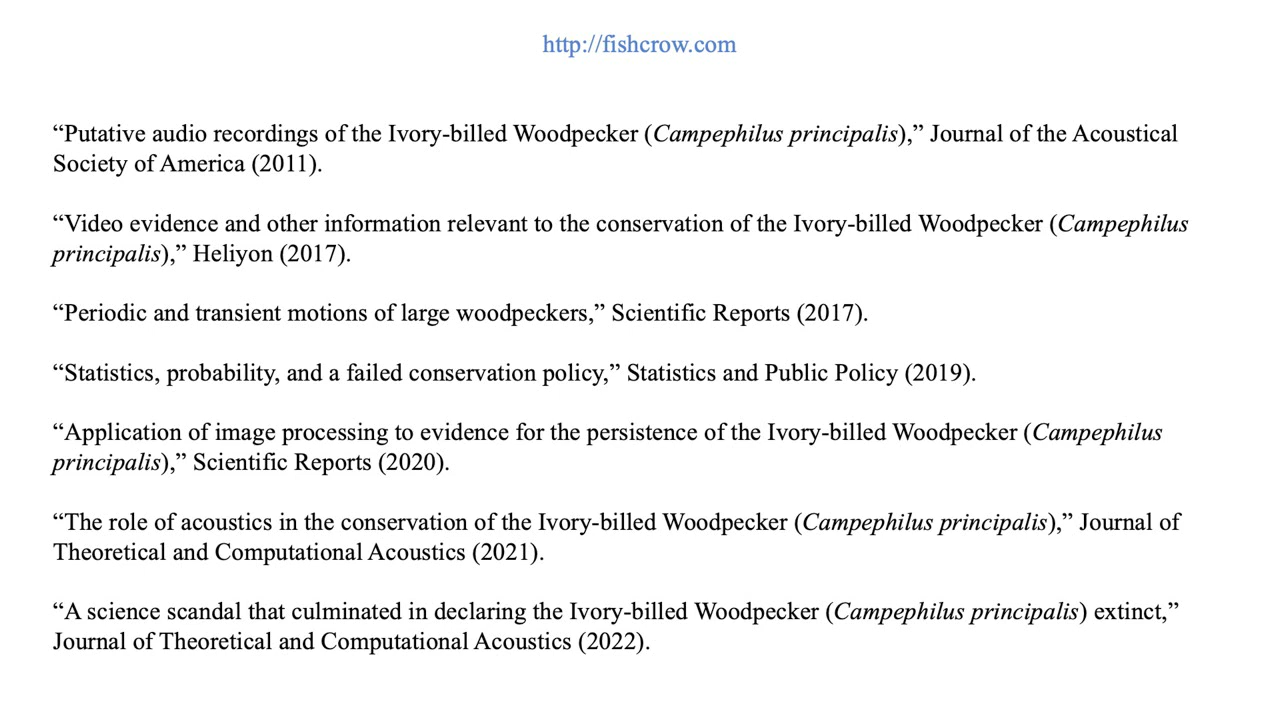 http://fishcrow.com
“Putative audio recordings of the Ivory-billed Woodpecker (Campephilus principalis),” Journal of the Acoustical
Society of America (2011).
“Video evidence and other information relevant to the conservation of the Ivory-billed Woodpecker (Campephilus
principalis),” Heliyon (2017).
“Periodic and transient motions of large woodpeckers,” Scientific Reports (2017).
“Statistics, probability, and a failed conservation policy,” Statistics and Public Policy (2019).
“Application of image processing to evidence for the persistence of the Ivory-billed Woodpecker (Campephilus
principalis),” Scientific Reports (2020).
“The role of acoustics in the conservation of the Ivory-billed Woodpecker (Campephilus principalis),” Journal of
Theoretical and Computational Acoustics (2021).
“A science scandal that culminated in declaring the Ivory-billed Woodpecker (Campephilus principalis) extinct,”
Journal of Theoretical and Computational Acoustics (2022).